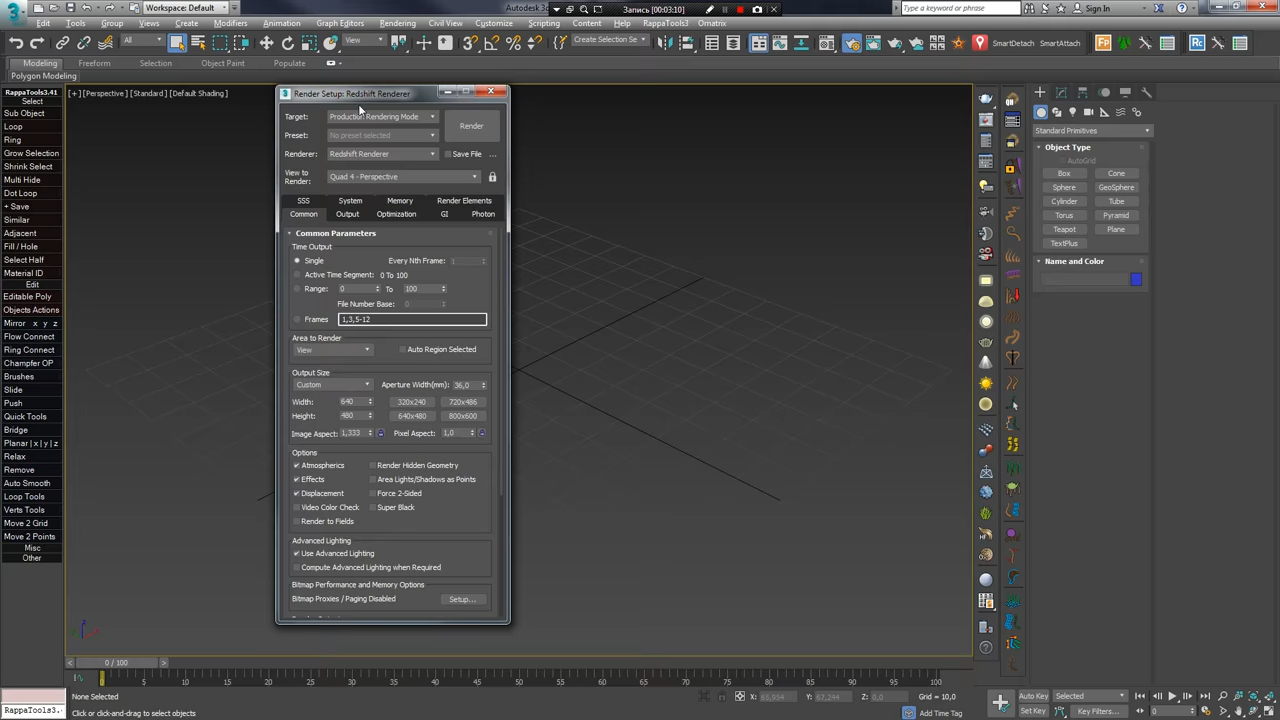 Workspace: Default
Autodesk 3d
Запись [00:03:10]
Type a keyword or phrase
Sign In
Edit Tools Group Views Create Modifiers Animation Graph Editors Rendering Civil View Customize Scripting Content RappaTools3 Ornatrix
All
View
Create Selection Se
SmartDetach SmartAttach
Modeling Freeform Selection Object Paint Populate
Polygon Modeling
RappaTools3.41
Select
Sub Object
Loop
Ring
Grow Select
Shrink Select
Multi Hide
Dot Loop
+ Save
Similar
Adjacent
Friend / Hole
Select Half
Material ID
Edit
Editable Poly
Objects Actions
Mirror x y z
Flow Connect
Ring Connect
Champfer OP
Brushes
Slide
Push
Quick Tools
Bridge
Planar | x | y | z
Relax
Remove
Auto Smooth
Loop Tools
Verts Tools
Move 2 Grid
Move 2 Points
Misc
Other
[+] [Perspective ] [Standard ] [Default Shading ]
Render Setup: Redshift Renderer
Target: Production Rendering Mode
Render
Preset: No preset selected
Renderer: Redshift Renderer
Save File ...
View to Render: Quad 4 - Perspective
SSS System Memory Render Elements
Common Output Optimization GI Photon
Common Parameters
Time Output
Single Every Nth Frame: 1
Active Time Segment: 0 To 100
Range: 0 To 100
File Number Base: 0
Frames 1,3,5-12
Area to Render
View Auto Region Selected
Output Size
Custom Aperture Width(mm): 36,0
Width: 640 320x240 720x486
Height: 480 640x480 800x600
Image Aspect: 1,333 Pixel Aspect: 1,0
Options
Atmospherics Render Hidden Geometry
Effects Area Lights/Shadows as Points
Displacement Force 2-Sided
Video Color Check Super Black
Render to Fields
Advanced Lighting
Use Advanced Lighting
Compute Advanced Lighting when Required
Bitmap Performance and Memory Options
Bitmap Proxies / Paging Disabled Setup...
Standard Primitives
Object Type
AutoGrid
Box Cone
Sphere GeoSphere
Cylinder Tube
Torus Pyramid
Teapot Plane
TextPlus
Name and Color
0 / 100
0 5 10 15 20 25 30 35 40 45 50 55 60 65 70 75 80 85 90 95 100
None Selected
X: 65,954 Y: 67,244 Z: 0,0 Grid = 10,0
Auto Key Selected
RappaTools3.
Click or click-and-drag to select objects
Add Time Tag
Set Key Key Filters... 0